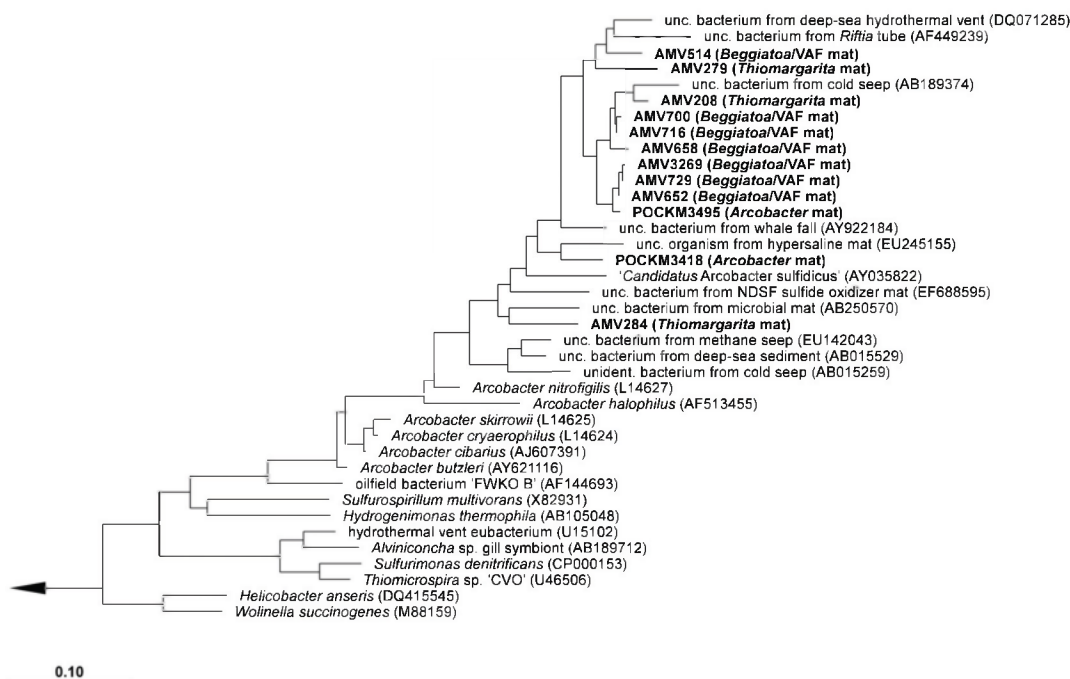 unc. bacterium from deep-sea hydrothermal vent (DQ071285)
unc. bacterium from Riftia tube (AF449239)
AMV514 (Beggiatoa/VAF mat)
AMV279 (Thiomargarita mat)
unc. bacterium from cold seep (AB189374)
AMV208 (Thiomargarita mat)
AMV700 (Beggiatoa/VAF mat)
AMV716 (Beggiatoa/VAF mat)
AMV658 (Beggiatoa/VAF mat)
AMV3269 (Beggiatoa/VAF mat)
AMV729 (Beggiatoa/VAF mat)
AMV652 (Beggiatoa/VAF mat)
POCKM3495 (Arcobacter mat)
unc. bacterium from whale fall (AY922184)
unc. organism from hypersaline mat (EU245155)
POCKM3418 (Arcobacter mat)
'Candidatus Arcobacter sulfidicus' (AY035822)
unc. bacterium from NDSF sulfide oxidizer mat (EF688595)
unc. bacterium from microbial mat (AB250570)
AMV284 (Thiomargarita mat)
unc. bacterium from methane seep (EU142043)
unc. bacterium from deep-sea sediment (AB015529)
unident. bacterium from cold seep (AB015259)
Arcobacter nitrofigilis (L14627)
Arcobacter halophilus (AF513455)
Arcobacter skirrowii (L14625)
Arcobacter cryaerophilus (L14624)
Arcobacter cibarius (AJ607391)
Arcobacter butzleri (AY621116)
oilfield bacterium 'FWKO B' (AF144693)
Sulfurospirillum multivorans (X82931)
Hydrogenimonas thermophila (AB105048)
hydrothermal vent eubacterium (U15102)
Alviniconcha sp. gill symbiont (AB189712)
Sulfurimonas denitrificans (CP000153)
Thiomicrospira sp. 'CVO' (U46506)
Helicobacter anseris (DQ415545)
Wolinella succinogenes (M88159)
0.10